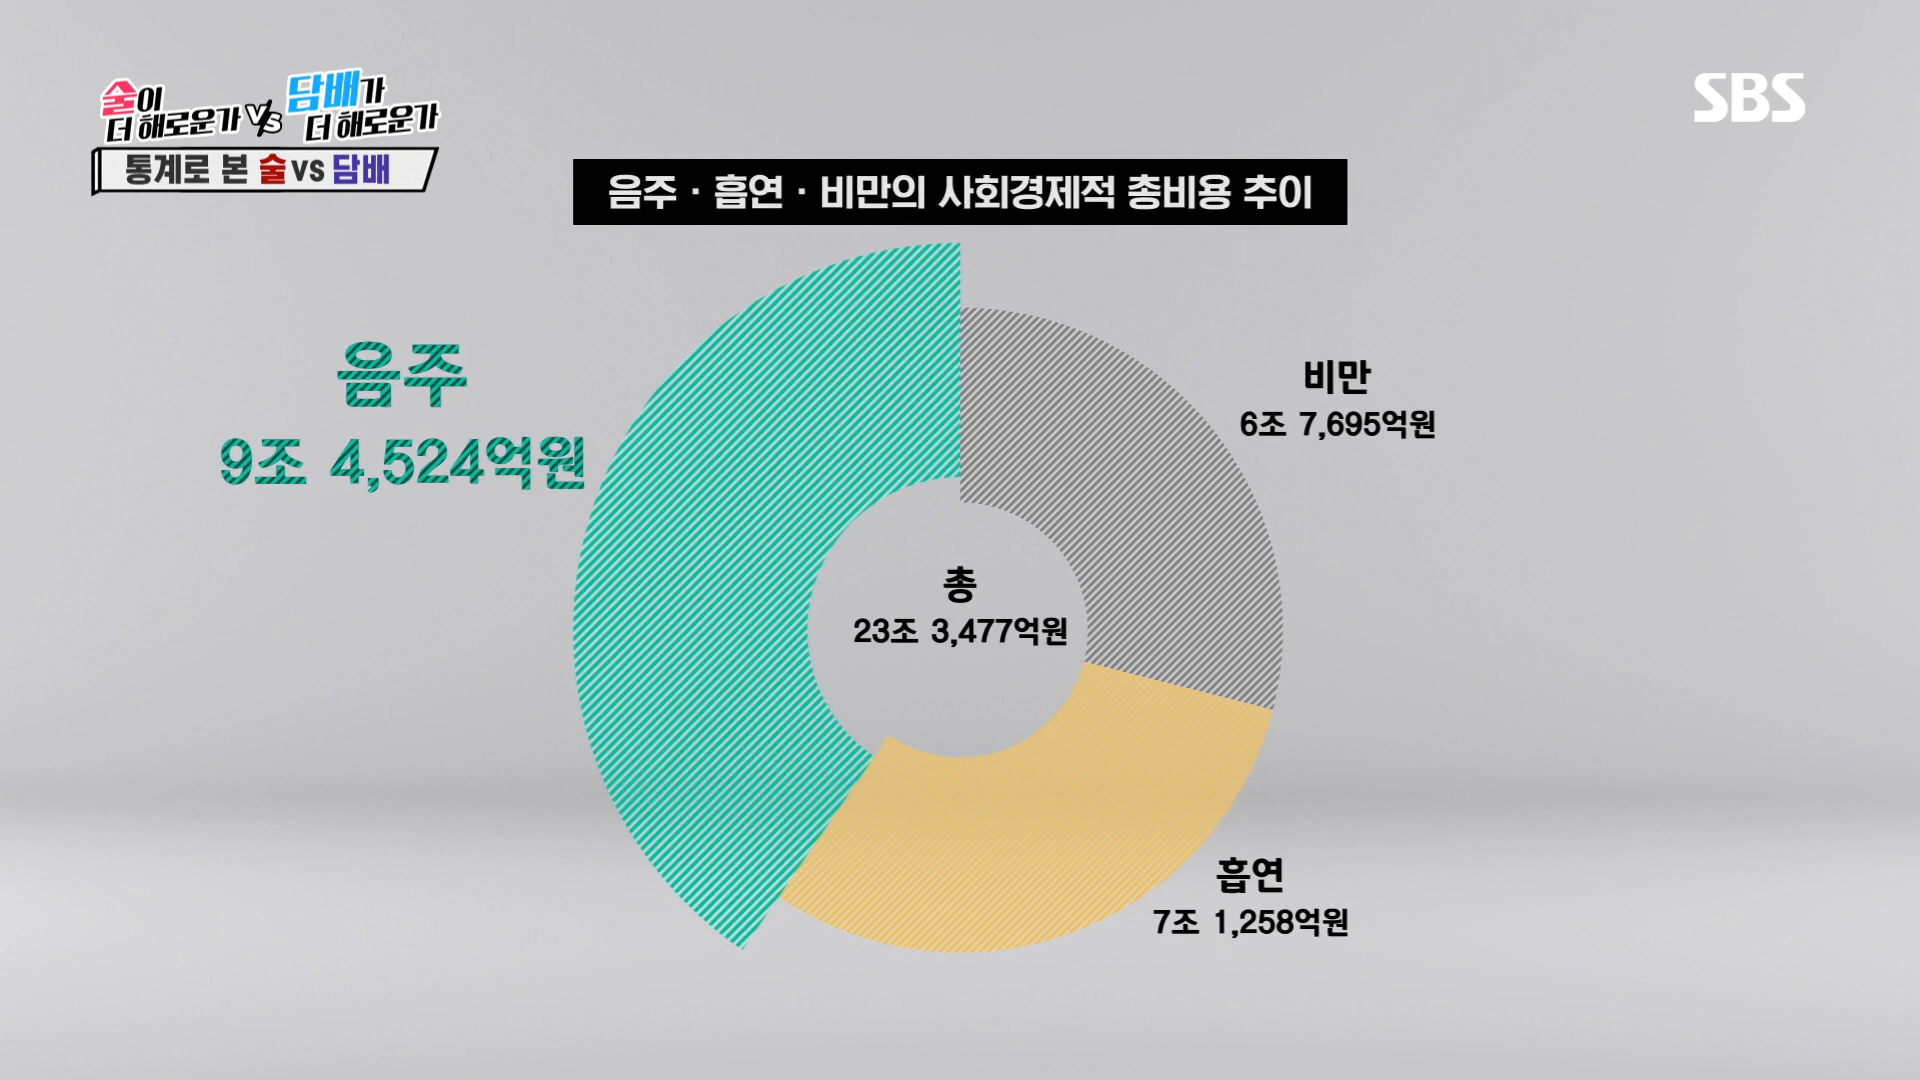 술이
더 해로운가
vs
담배가
더 해로운가
통계로 본 술 vs 담배
SBS
음주 · 흡연 · 비만의 사회경제적 총비용 추이
음주
9조 4,524억원
비만
6조 7,695억원
총
23조 3,477억원
흡연
7조 1,258억원